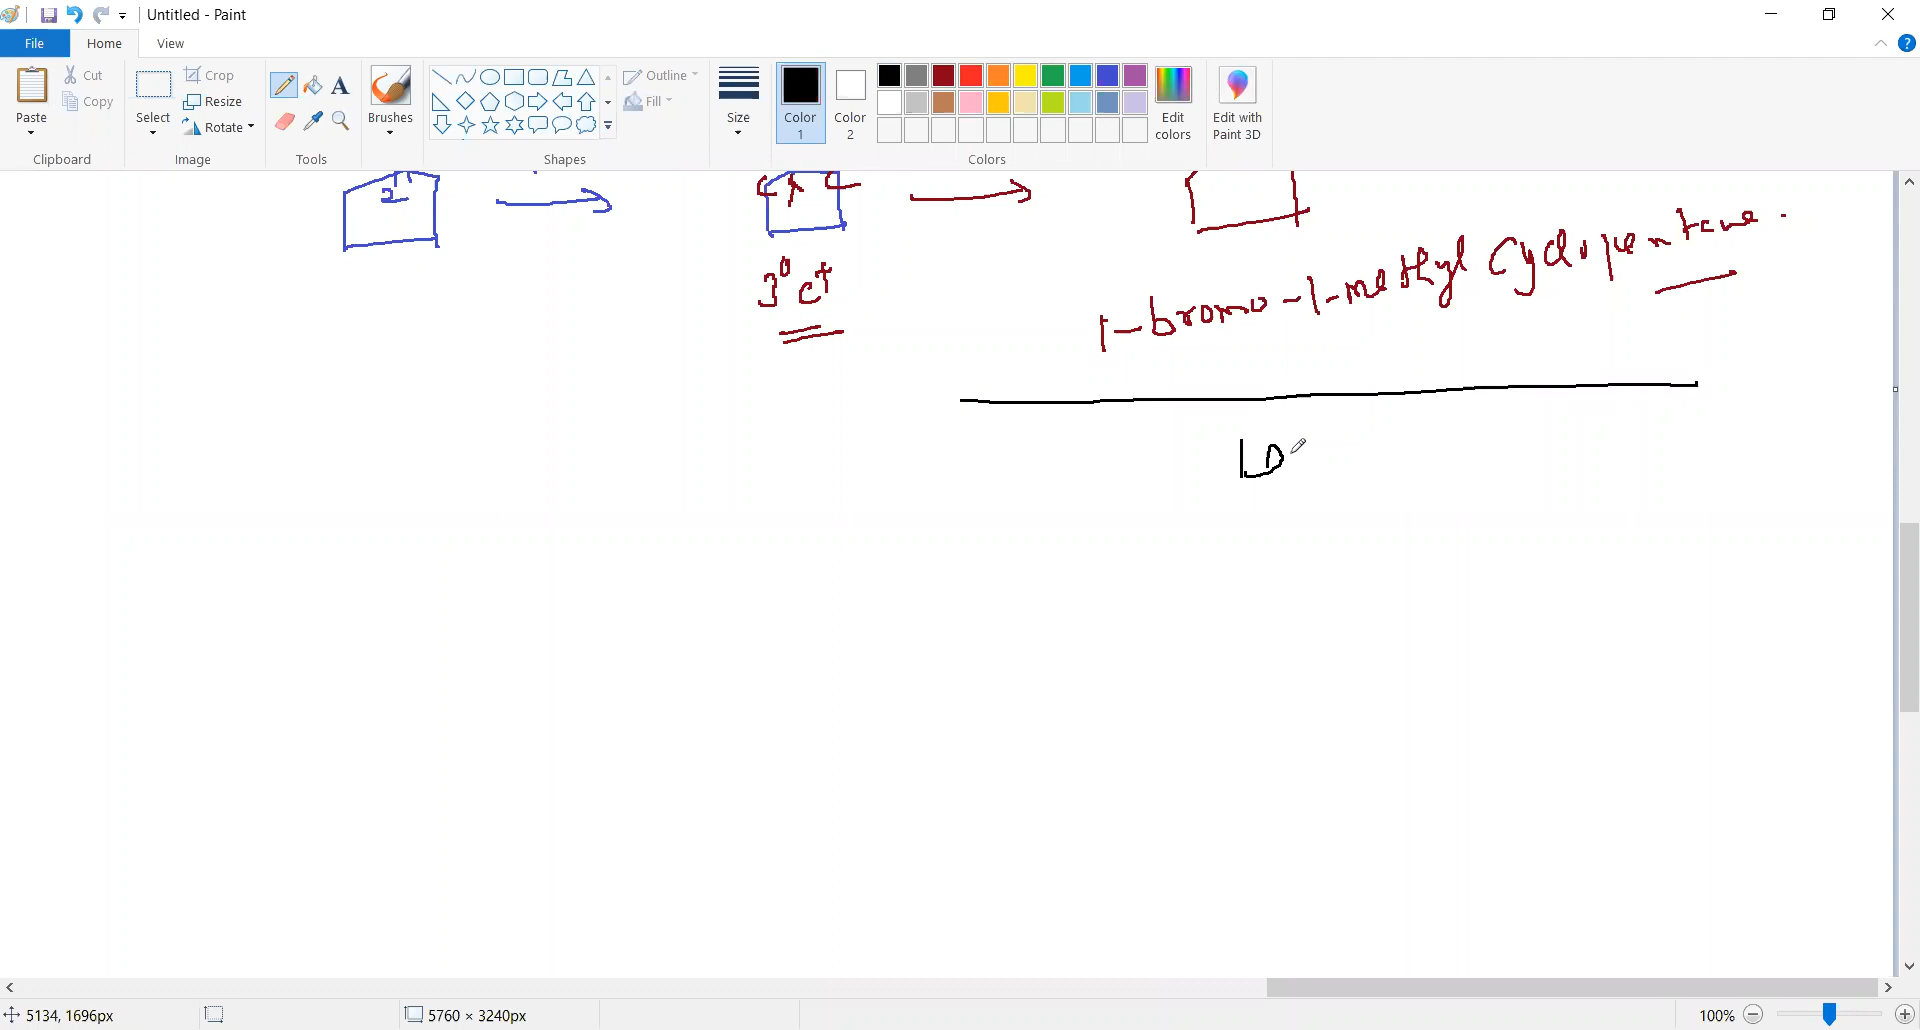 Untitled - Paint
File Home View
Paste Cut Copy Select Crop Resize Rotate Brushes Outline Fill Size Color 1 Color 2 Edit colors Edit with Paint 3D
Clipboard Image Tools Shapes Colors
2
3° C+
1-bromo-1-methyl cyclopentane.
LD
5134, 1696px 5760 × 3240px 100%